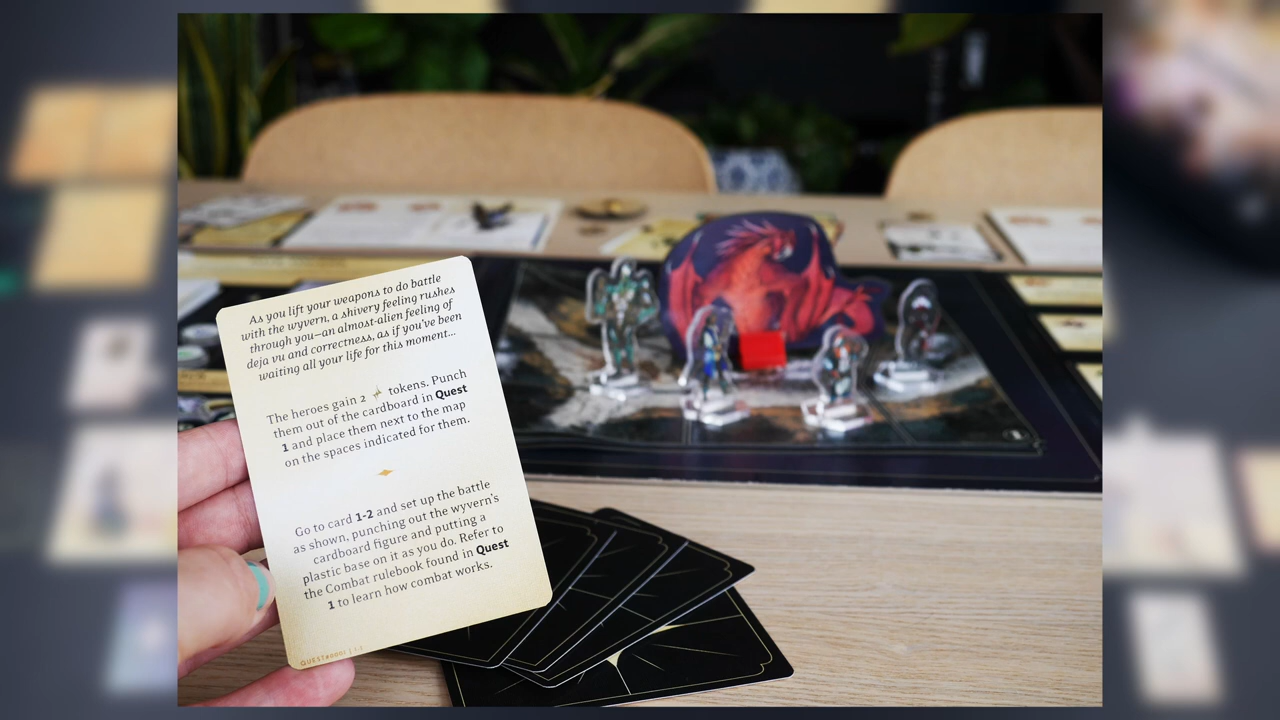 As you lift your weapons to do battle
with the wyvern, a shivery feeling rushes
through you—an almost-alien feeling of
deja vu and correctness, as if you've been
waiting all your life for this moment...
The heroes gain 2 tokens. Punch
them out of the cardboard in Quest
1 and place them next to the map
on the spaces indicated for them.
Go to card 1-2 and set up the battle
as shown, punching out the wyvern's
cardboard figure and putting a
plastic base on it as you do. Refer to
the Combat rulebook found in Quest
1 to learn how combat works.